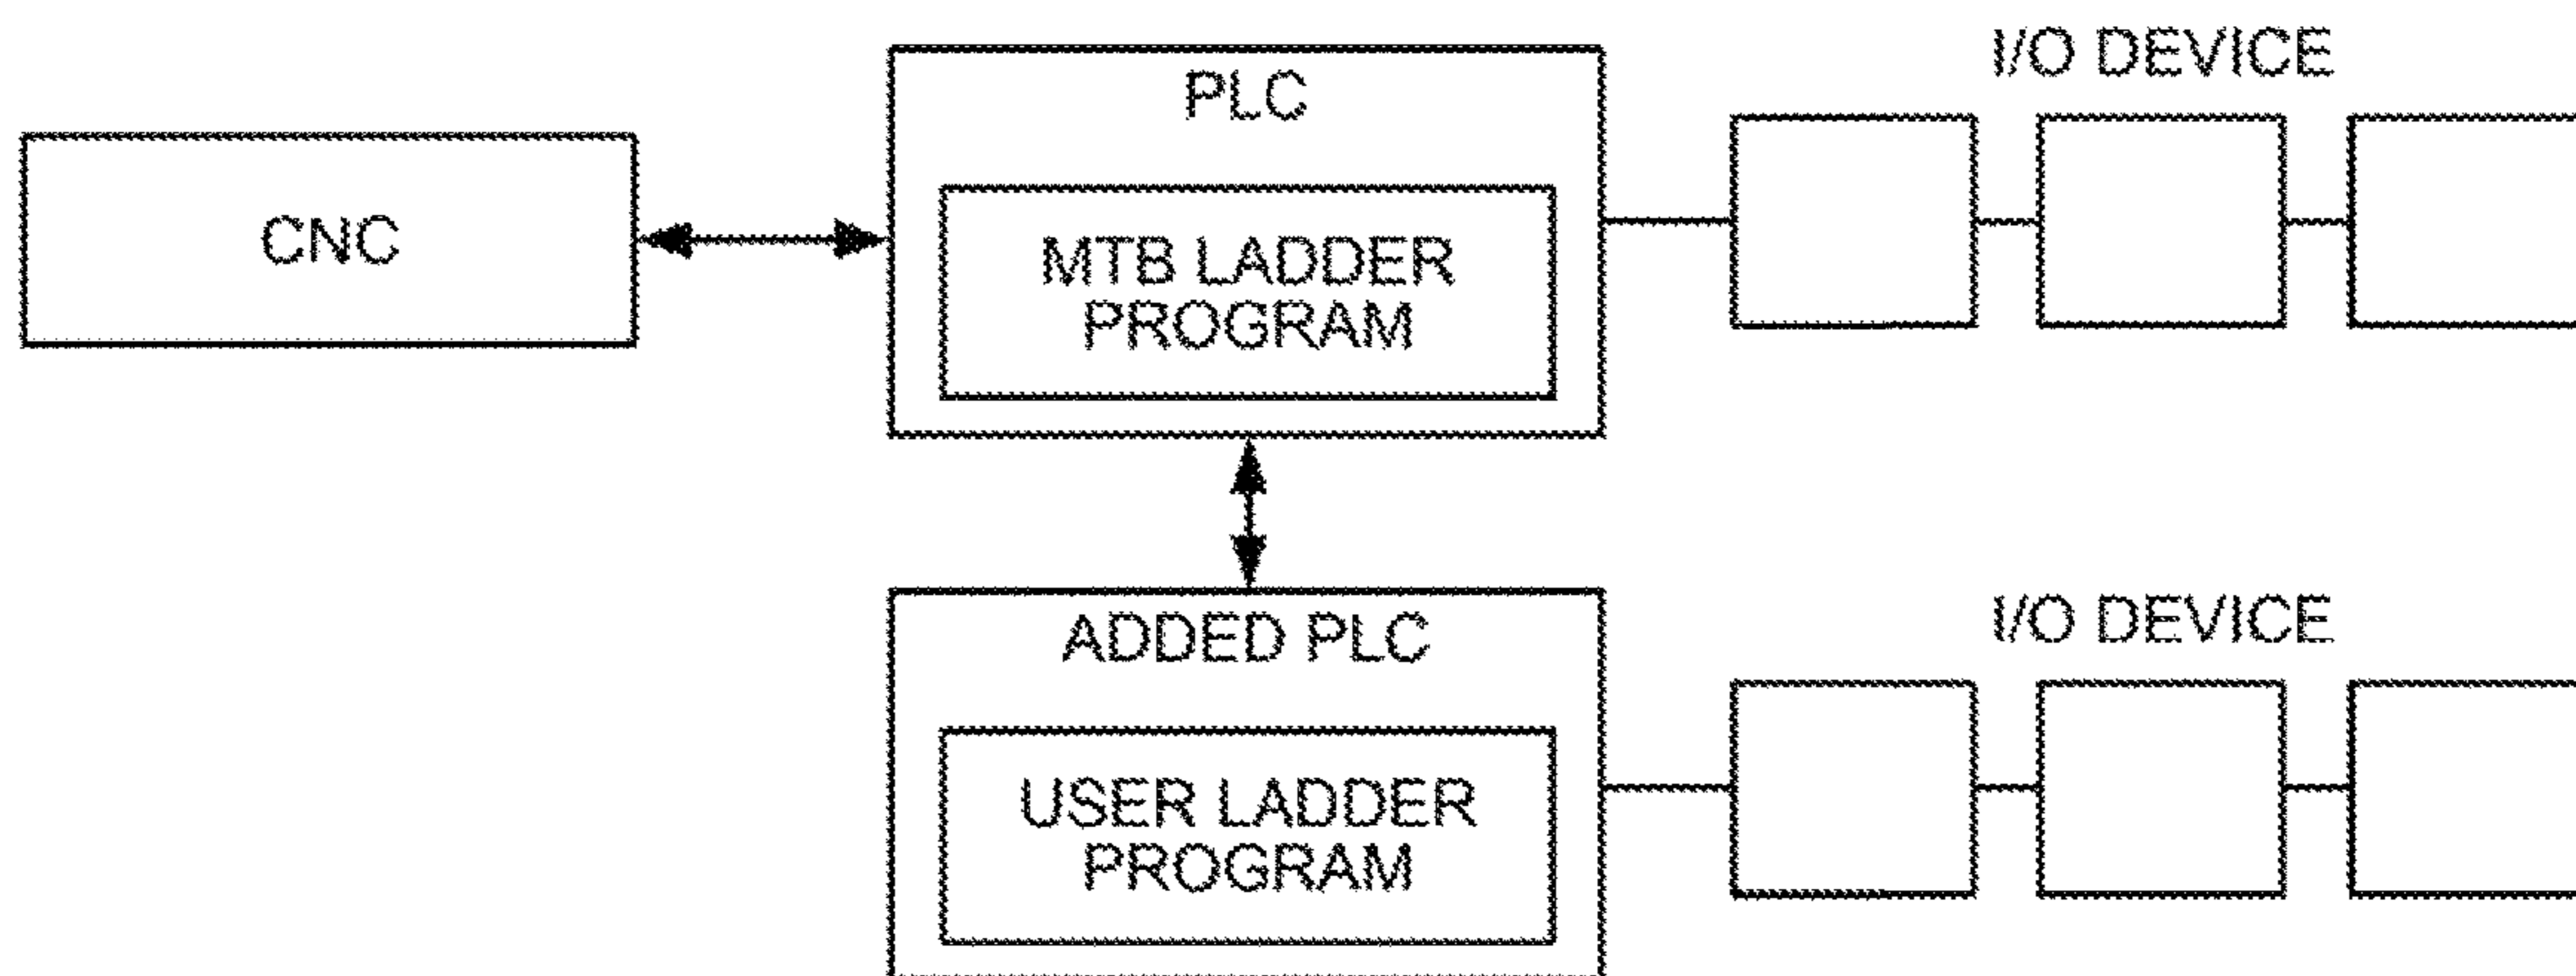 I/O DEVICE
PLC
CNC
MTB LADDER
PROGRAM
I/O DEVICE
ADDED PLC
USER LADDER
PROGRAM